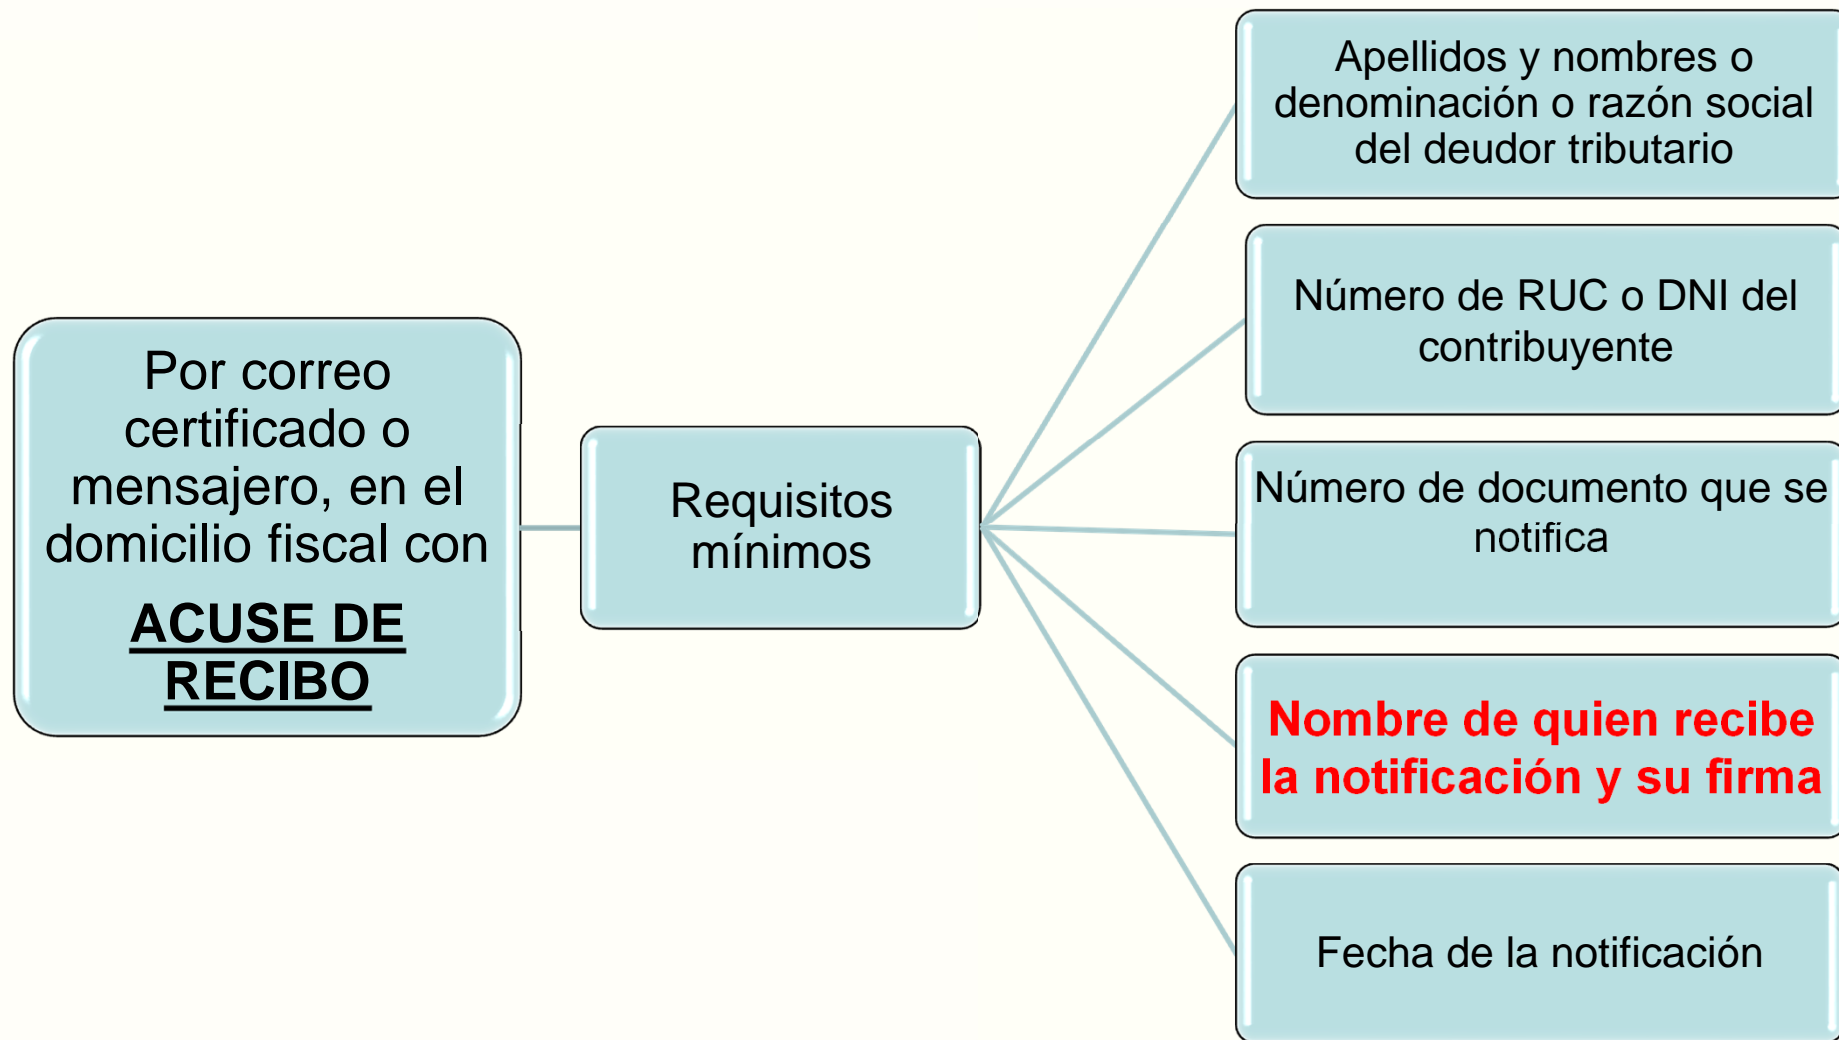 Por correo
certificado o
mensajero, en el
domicilio fiscal con
ACUSE DE
RECIBO
Requisitos
mínimos
Apellidos y nombres o
denominación o razón social
del deudor tributario
Número de RUC o DNI del
contribuyente
Número de documento que se
notifica
Nombre de quien recibe
la notificación y su firma
Fecha de la notificación